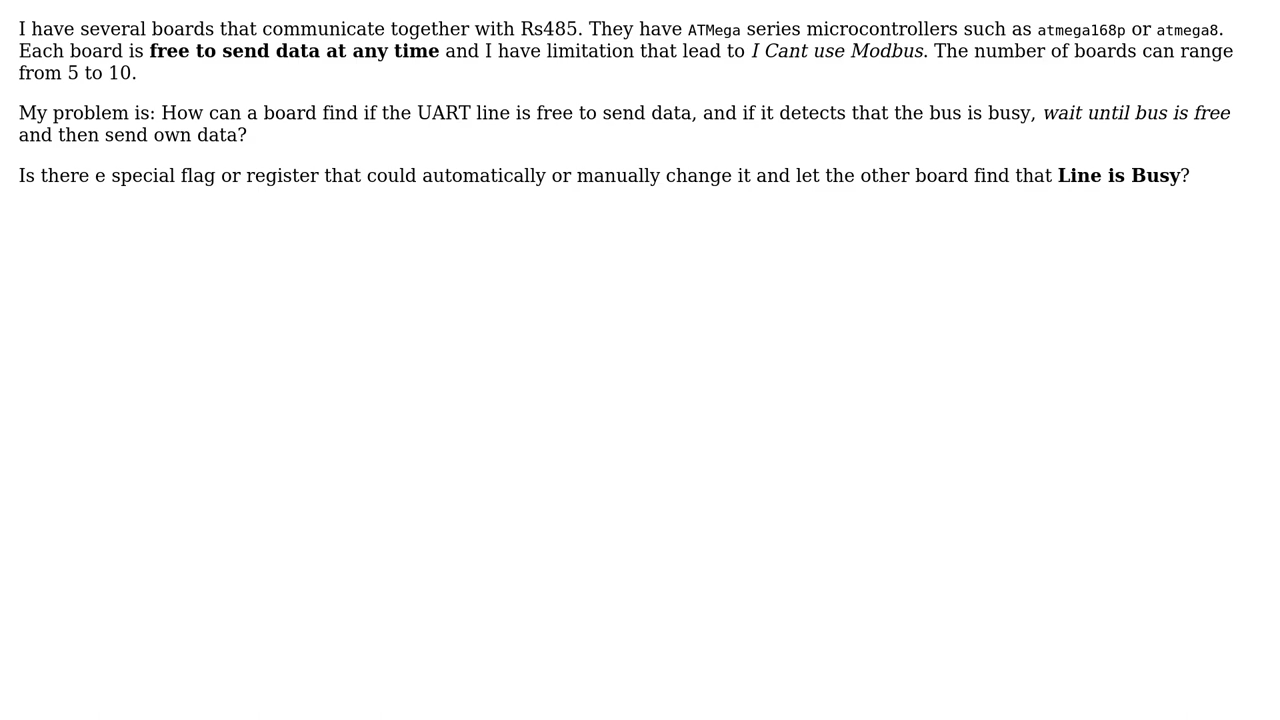 I have several boards that communicate together with Rs485. They have ATMega series microcontrollers such as atmega168p or atmega8.
Each board is free to send data at any time and I have limitation that lead to I Cant use Modbus. The number of boards can range
from 5 to 10.
My problem is: How can a board find if the UART line is free to send data, and if it detects that the bus is busy, wait until bus is free
and then send own data?
Is there e special flag or register that could automatically or manually change it and let the other board find that Line is Busy?